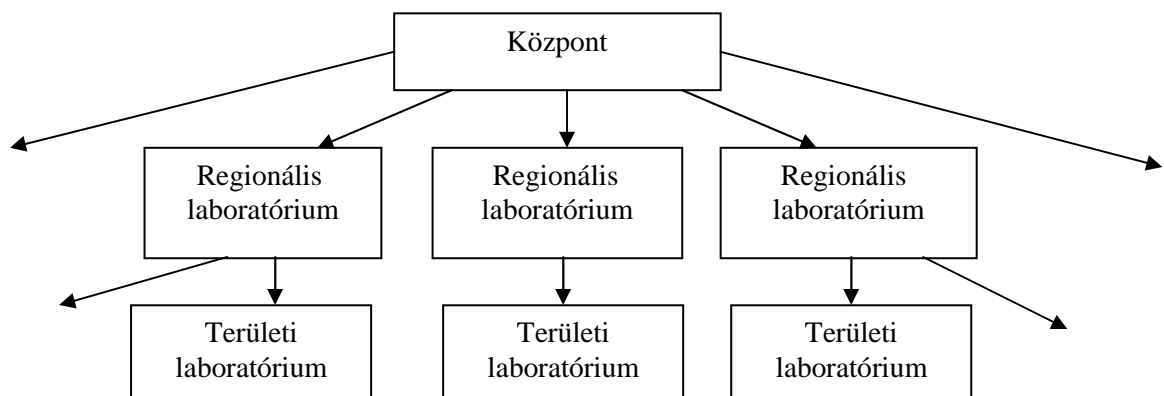 Központ
Regionális
laboratórium
Regionális
laboratórium
Regionális
laboratórium
Területi
laboratórium
Területi
laboratórium
Területi
laboratórium